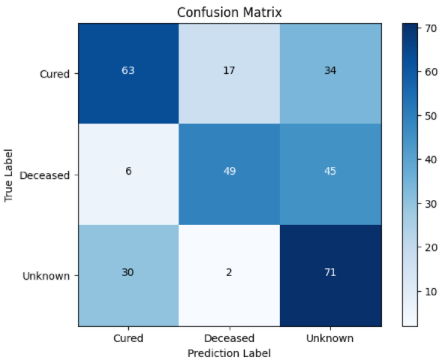 Confusion Matrix
70
Cured 63 17 34
60
50
True Label
Deceased 6 49 45
40
30
20
Unknown 30 2 71
10
Cured Deceased Unknown
Prediction Label